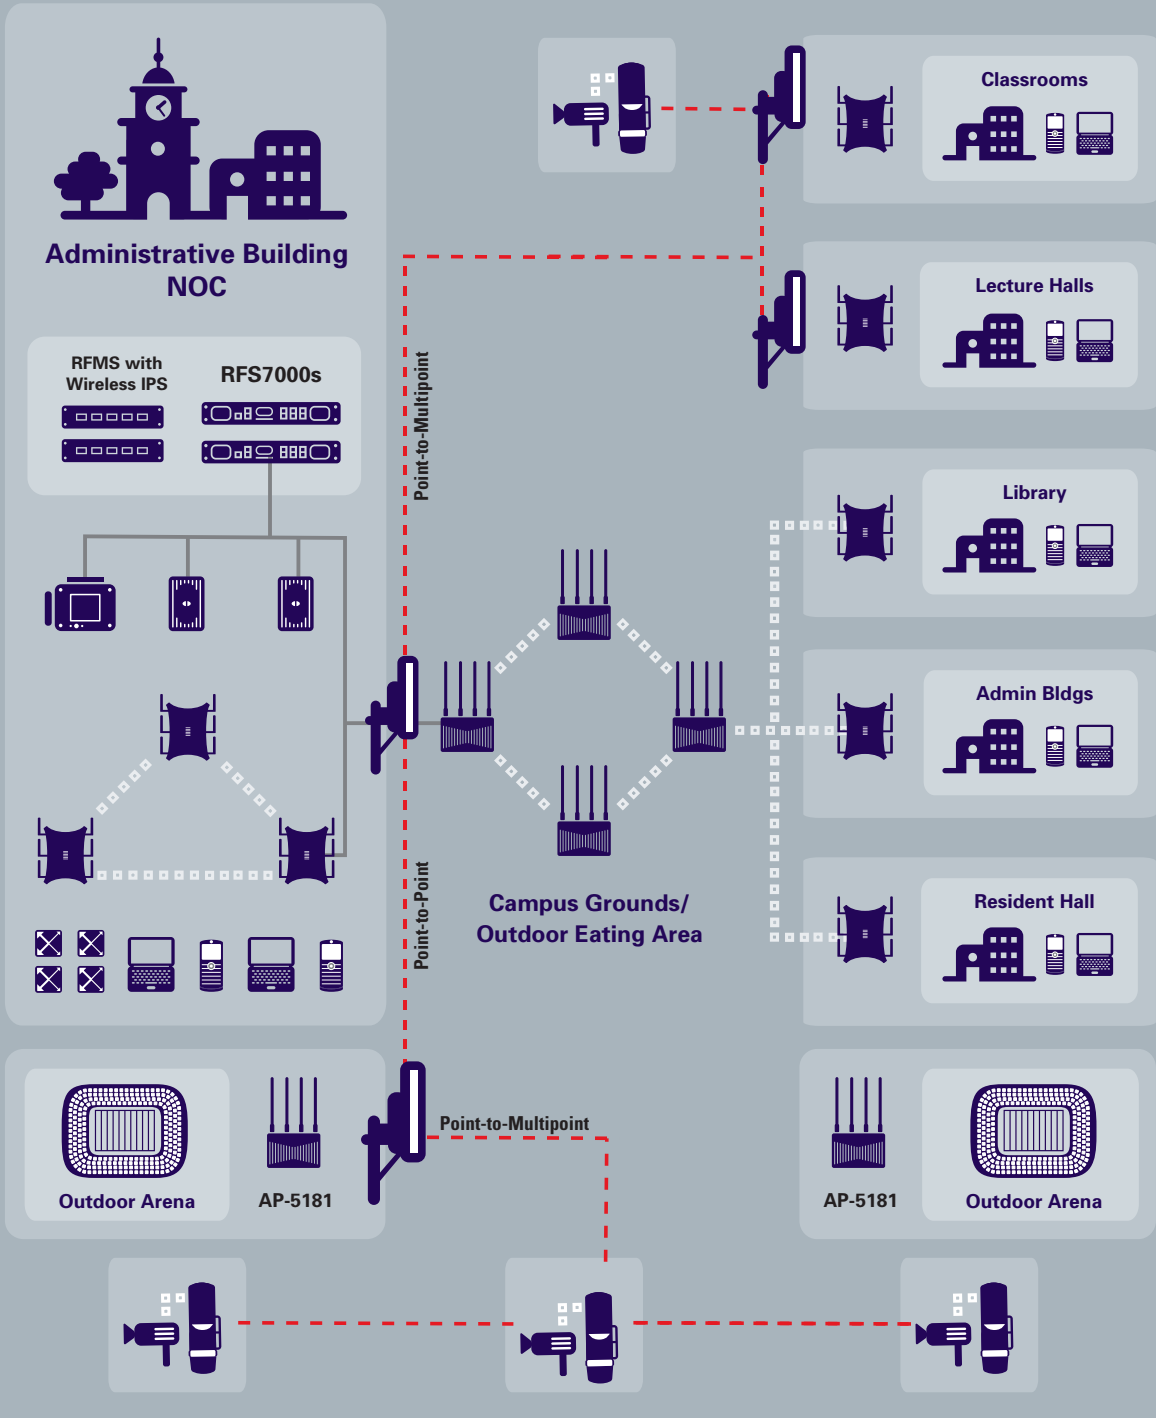 Administrative Building
NOC
RFMS with
Wireless IPS
RFS7000s
Point-to-Multipoint
Point-to-Point
Campus Grounds/
Outdoor Eating Area
Classrooms
Lecture Halls
Library
Admin Bldgs
Resident Hall
Outdoor Arena
AP-5181
Point-to-Multipoint
AP-5181
Outdoor Arena